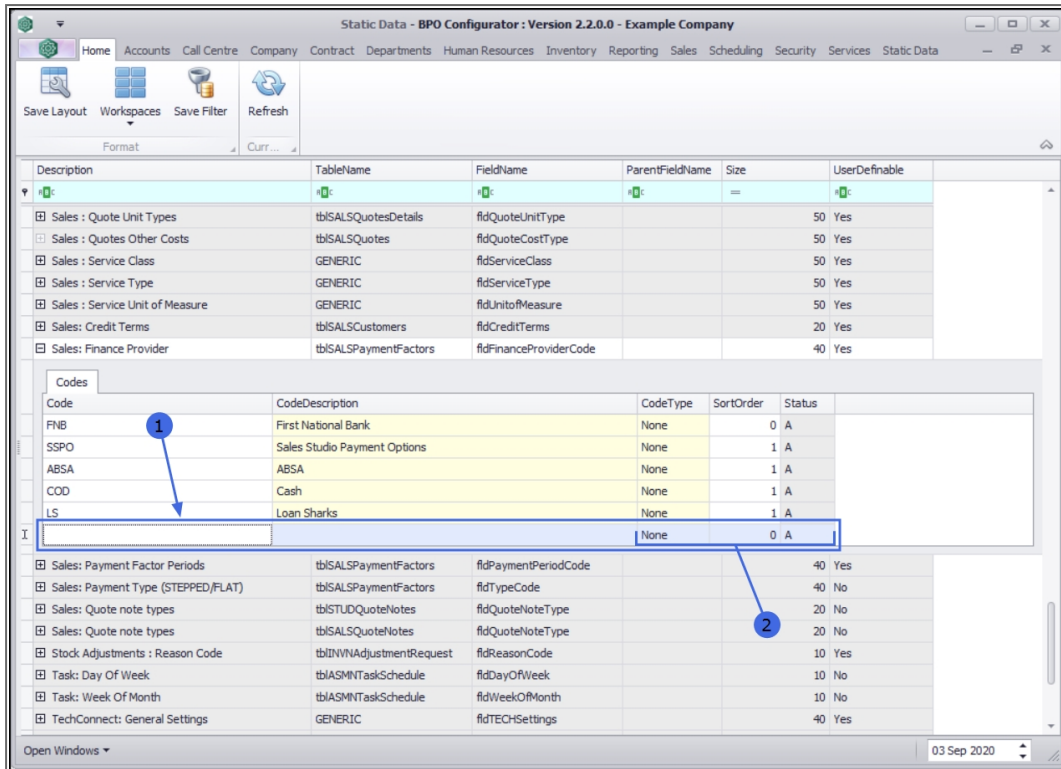 Static Data - BPO Configurator : Version 2.2.0.0 - Example Company
Home Accounts Call Centre Company Contract Departments Human Resources Inventory Reporting Sales Scheduling Security Services Static Data
Save Layout Workspaces Save Filter Refresh
Format Curr...
Description TableName FieldName ParentFieldName Size UserDefinable
Sales : Quote Unit Types tblSALSQuotesDetails fldQuoteUnitType 50 Yes
Sales : Quotes Other Costs tblSALSQuotes fldQuoteCostType 50 Yes
Sales : Service Class GENERIC fldServiceClass 50 Yes
Sales : Service Type GENERIC fldServiceType 50 Yes
Sales : Service Unit of Measure GENERIC fldUnitofMeasure 50 Yes
Sales: Credit Terms tblSALSCustomers fldCreditTerms 20 Yes
Sales: Finance Provider tblSALSPaymentFactors fldFinanceProviderCode 40 Yes
Codes
Code CodeDescription CodeType SortOrder Status
FNB First National Bank None 0 A
1
SSPO Sales Studio Payment Options None 1 A
ABSA ABSA None 1 A
COD Cash None 1 A
LS Loan Sharks None 1 A
None 0 A
Sales: Payment Factor Periods tblSALSPaymentFactors fldPaymentPeriodCode 40 Yes
Sales: Payment Type (STEPPED/FLAT) tblSALSPaymentFactors fldTypeCode 40 No
Sales: Quote note types tblSTUDQuoteNotes fldQuoteNoteType 20 No
Sales: Quote note types tblSALSQuoteNotes fldQuoteNoteType 20 No
2
Stock Adjustments : Reason Code tblINVNAdjustmentRequest fldReasonCode 10 Yes
Task: Day Of Week tblASMNTaskSchedule fldDayOfWeek 10 No
Task: Week Of Month tblASMNTaskSchedule fldWeekOfMonth 10 No
TechConnect: General Settings GENERIC fldTECHSettings 40 Yes
Open Windows 03 Sep 2020